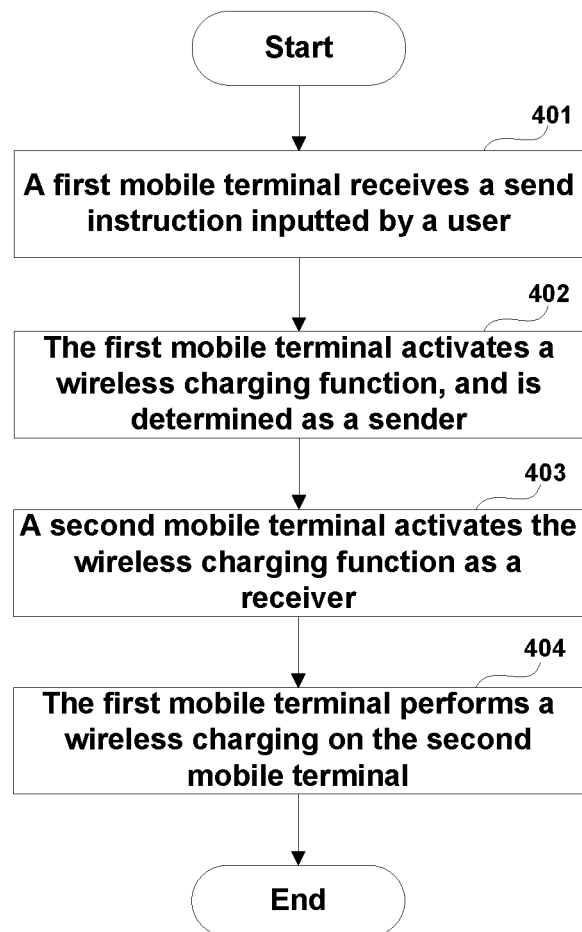 Start
401
A first mobile terminal receives a send
instruction inputted by a user
402
The first mobile terminal activates a
wireless charging function, and is
determined as a sender
403
A second mobile terminal activates the
wireless charging function as a
receiver
404
The first mobile terminal performs a
wireless charging on the second
mobile terminal
End